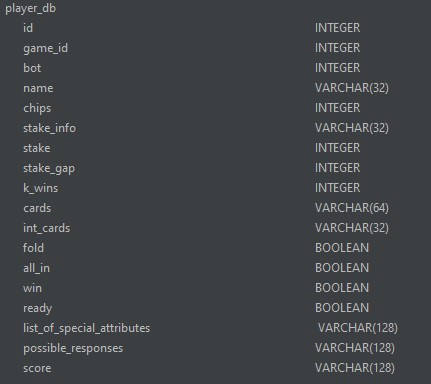 player_db
id INTEGER
game_id INTEGER
bot INTEGER
name VARCHAR(32)
chips INTEGER
stake_info VARCHAR(32)
stake INTEGER
stake_gap INTEGER
k_wins INTEGER
cards VARCHAR(64)
int_cards VARCHAR(32)
fold BOOLEAN
all_in BOOLEAN
win BOOLEAN
ready BOOLEAN
list_of_special_attributes VARCHAR(128)
possible_responses VARCHAR(128)
score VARCHAR(128)